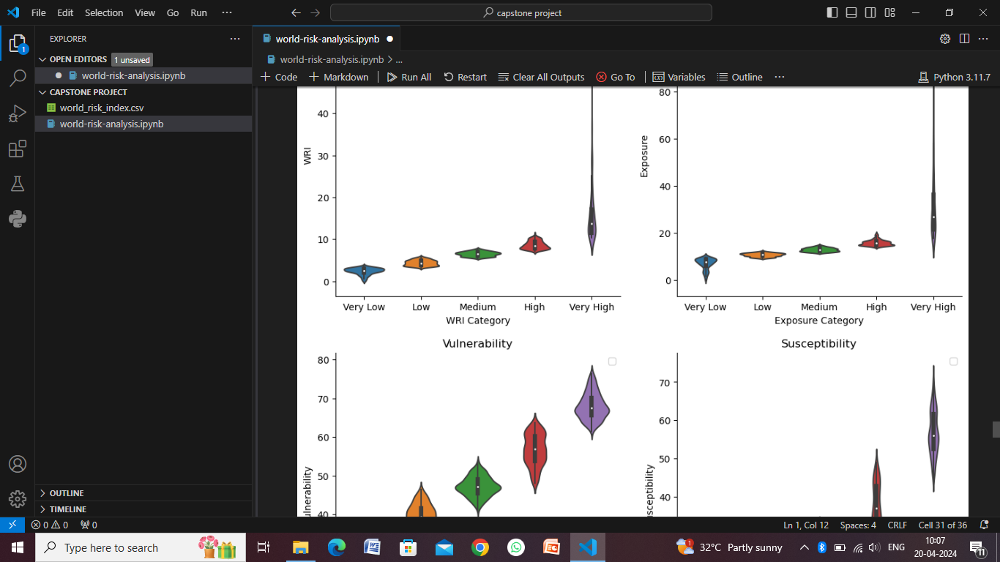 File Edit Selection View Go Run ··· capstone project
EXPLORER ···
OPEN EDITORS 1 unsaved
world-risk-analysis.ipynb
CAPSTONE PROJECT
world_risk_index.csv
world-risk-analysis.ipynb
OUTLINE
TIMELINE
1
world-risk-analysis.ipynb
world-risk-analysis.ipynb > ...
+ Code + Markdown Run All Restart Clear All Outputs Go To Variables Outline ··· Python 3.11.7
40
30
20
10
0
WRI
Very Low Low Medium High Very High
WRI Category
80
60
40
20
0
Exposure
Very Low Low Medium High Very High
Exposure Category
Vulnerability
80
70
60
50
40
ulnerability
Susceptibility
70
60
50
40
sceptibility
0 0 0 Ln 1, Col 12 Spaces: 4 CRLF Cell 31 of 36
Type here to search 32°C Partly sunny ENG 10:07
20-04-2024
11